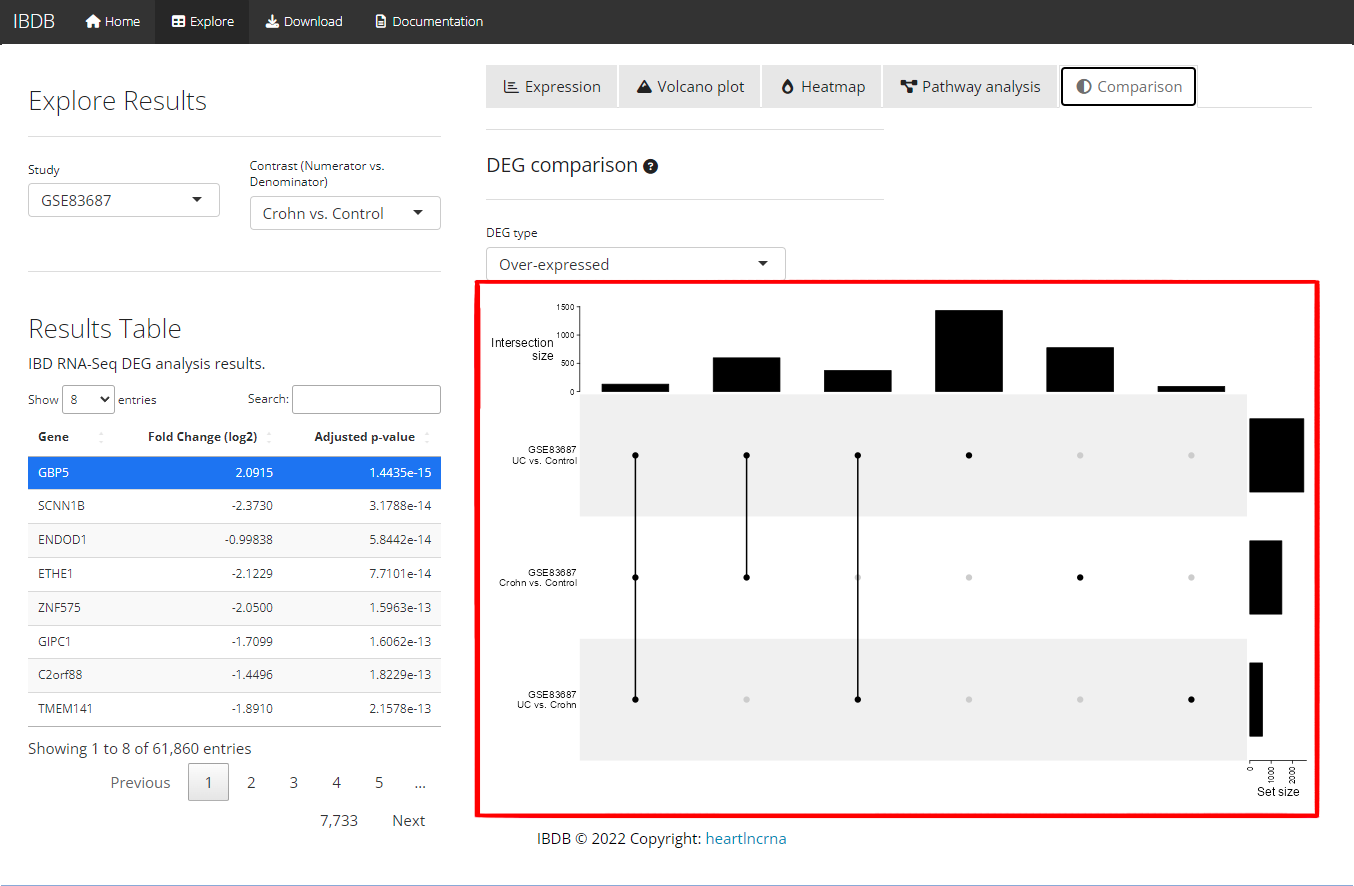 IBDB Home Explore Download Documentation
Explore Results
Study
GSE83687
Contrast (Numerator vs.
Denominator)
Crohn vs. Control
Results Table
IBD RNA-Seq DEG analysis results.
Show 8 entries Search:
Gene Fold Change (log2) Adjusted p-value
GBP5 2.0915 1.4435e-15
SCNN1B -2.3730 3.1788e-14
ENDOD1 -0.99838 5.8442e-14
ETHE1 -2.1229 7.7101e-14
ZNF575 -2.0500 1.5963e-13
GIPC1 -1.7099 1.6062e-13
C2orf88 -1.4496 1.8229e-13
TMEM141 -1.8910 2.1578e-13
Showing 1 to 8 of 61,860 entries
Previous 1 2 3 4 5 ...
7,733 Next
Expression Volcano plot Heatmap Pathway analysis Comparison
DEG comparison ?
DEG type
Over-expressed
1500
1000
500
0
Intersection
size
GSE83687
UC vs. Control
GSE83687
Crohn vs. Control
GSE83687
UC vs. Crohn
0 1000 2000
Set size
IBDB © 2022 Copyright: heartlncrna